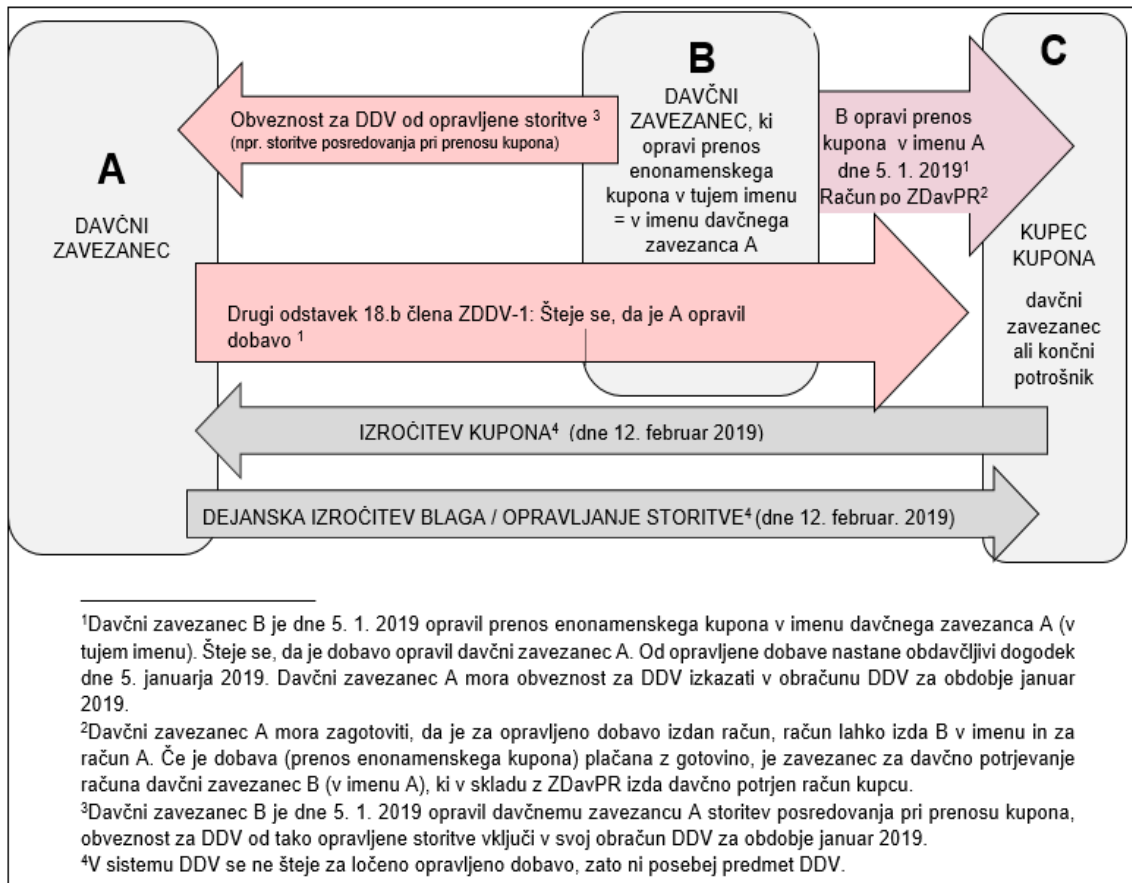 A
DAVČNI
ZAVEZANEC
Obveznost za DDV od opravljene storitve ³
(npr. storitve posredovanja pri prenosu kupona)
B
DAVČNI
ZAVEZANEC, ki
opravi prenos
enonamenskega
kupona v tujem imenu
= v imenu davčnega
zavezanca A
B opravi prenos
kupona v imenu A
dne 5. 1. 2019¹
Račun po ZDavPR²
C
KUPEC
KUPONA
davčni
zavezanec
ali končni
potrošnik
Drugi odstavek 18.b člena ZDDV-1: Šteje se, da je A opravil
dobavo ¹
IZROČITEV KUPONA⁴ (dne 12. februar 2019)
DEJANSKA IZROČITEV BLAGA / OPRAVLJANJE STORITVE⁴ (dne 12. februar. 2019)
¹Davčni zavezanec B je dne 5. 1. 2019 opravil prenos enonamenskega kupona v imenu davčnega zavezanca A (v
tujem imenu). Šteje se, da je dobavo opravil davčni zavezanec A. Od opravljene dobave nastane obdavčljivi dogodek
dne 5. januarja 2019. Davčni zavezanec A mora obveznost za DDV izkazati v obračunu DDV za obdobje januar
2019.
²Davčni zavezanec A mora zagotoviti, da je za opravljeno dobavo izdan račun, račun lahko izda B v imenu in za
račun A. Če je dobava (prenos enonamenskega kupona) plačana z gotovino, je zavezanec za davčno potrjevanje
računa davčni zavezanec B (v imenu A), ki v skladu z ZDavPR izda davčno potrjen račun kupcu.
³Davčni zavezanec B je dne 5. 1. 2019 opravil davčnemu zavezancu A storitev posredovanja pri prenosu kupona,
obveznost za DDV od tako opravljene storitve vključi v svoj obračun DDV za obdobje januar 2019.
⁴V sistemu DDV se ne šteje za ločeno opravljeno dobavo, zato ni posebej predmet DDV.